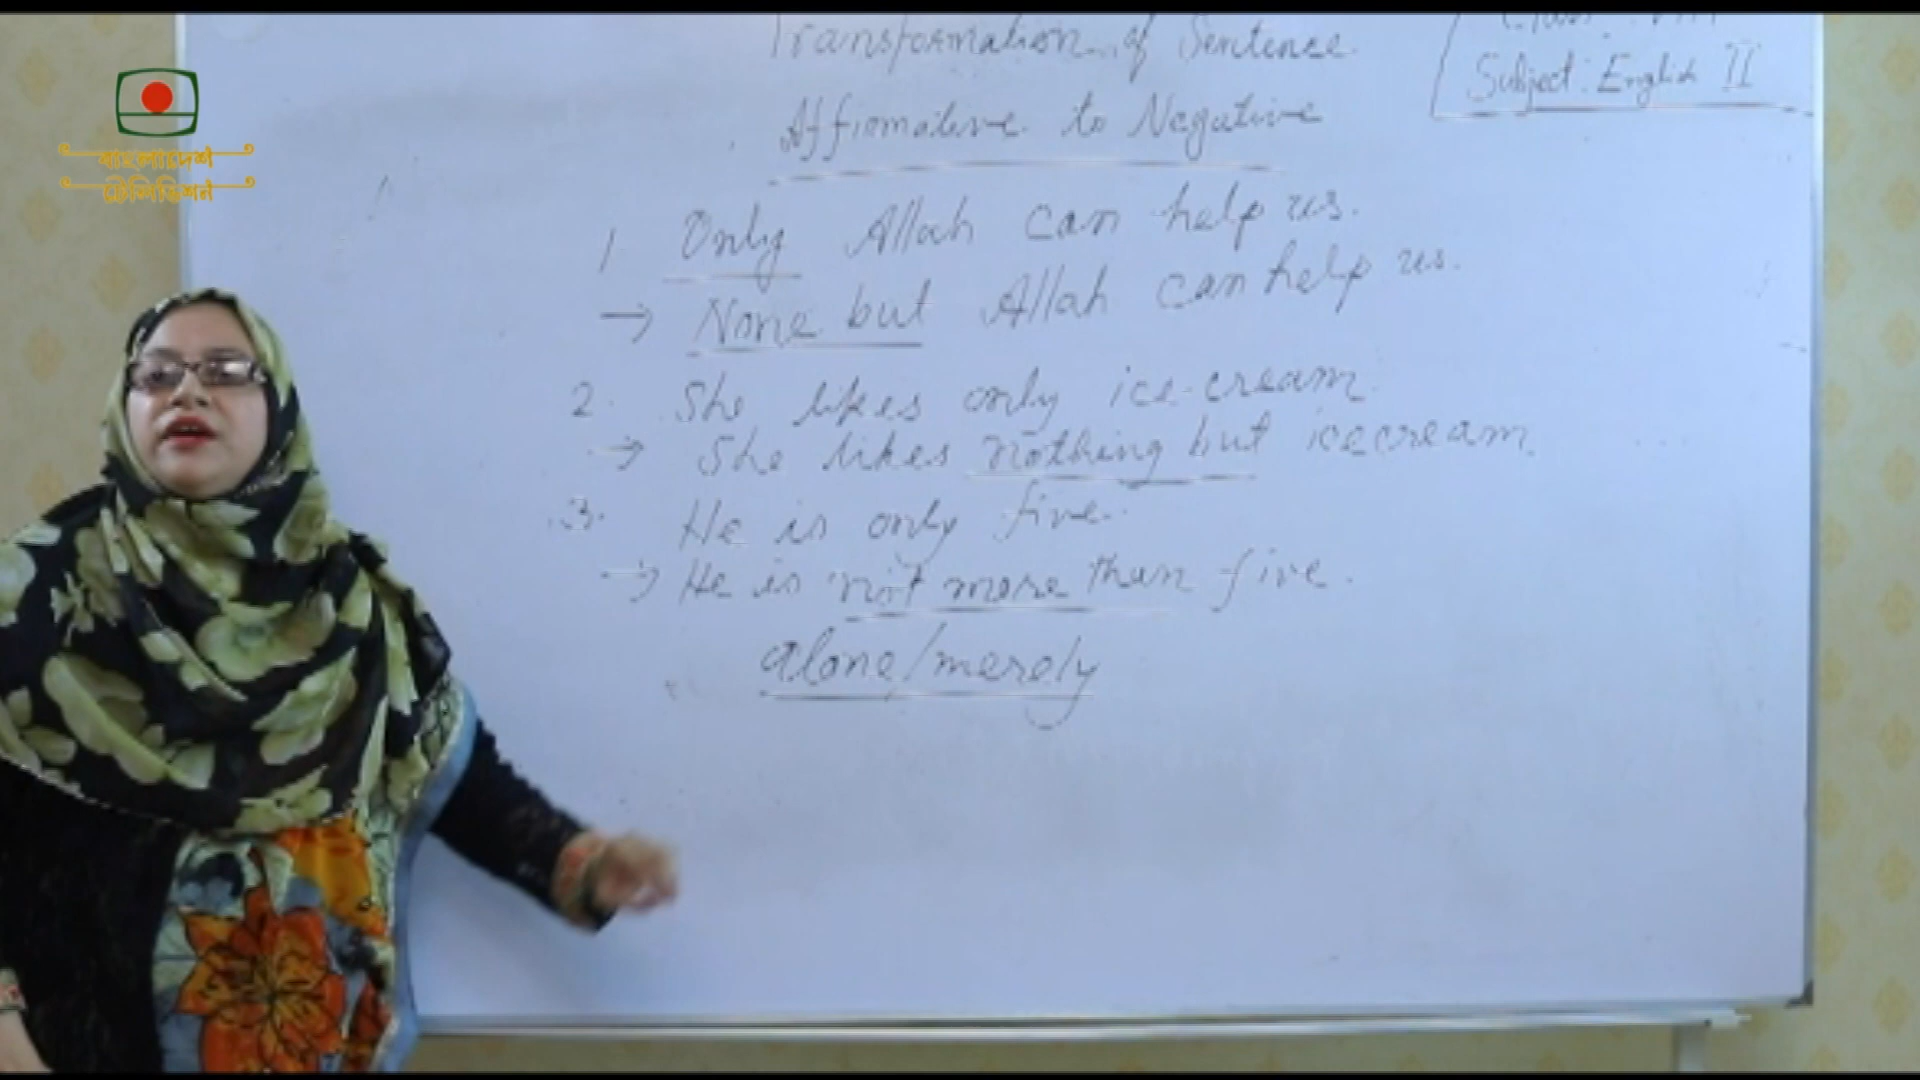 বাংলাদেশ
টেলিভিশন
Transformation of Sentence
Subject: English II
Affirmative to Negative
1 Only Allah can help us.
→ None but Allah can help us.
2. She likes only ice-cream.
→ She likes nothing but icecream.
3. He is only five.
→ He is not more than five.
alone/merely